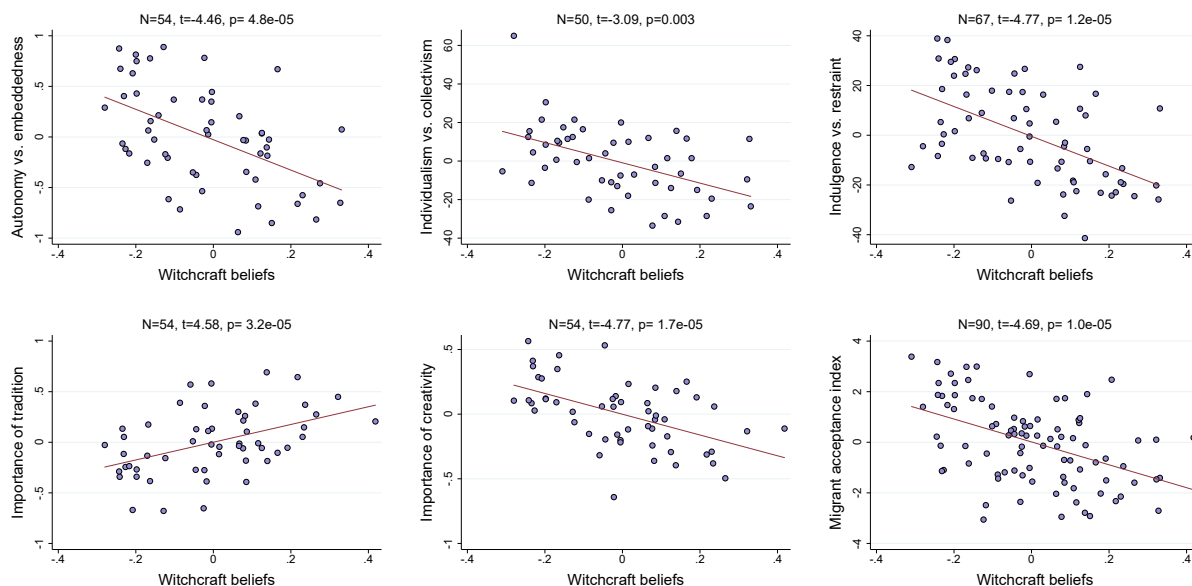 N=54, t=-4.46, p= 4.8e-05
Autonomy vs. embeddedness
1
.5
0
-.5
-1
-.4 -.2 0 .2 .4
Witchcraft beliefs
N=50, t=-3.09, p=0.003
Individualism vs. collectivism
60
40
20
0
-20
-40
-.4 -.2 0 .2 .4
Witchcraft beliefs
N=67, t=-4.77, p= 1.2e-05
Indulgence vs. restraint
40
20
0
-20
-40
-.4 -.2 0 .2 .4
Witchcraft beliefs
N=54, t=4.58, p= 3.2e-05
Importance of tradition
1
.5
0
-.5
-1
-.4 -.2 0 .2 .4
Witchcraft beliefs
N=54, t=-4.77, p= 1.7e-05
Importance of creativity
.5
0
-.5
-1
-.4 -.2 0 .2 .4
Witchcraft beliefs
N=90, t=-4.69, p= 1.0e-05
Migrant acceptance index
4
2
0
-2
-4
-.4 -.2 0 .2 .4
Witchcraft beliefs